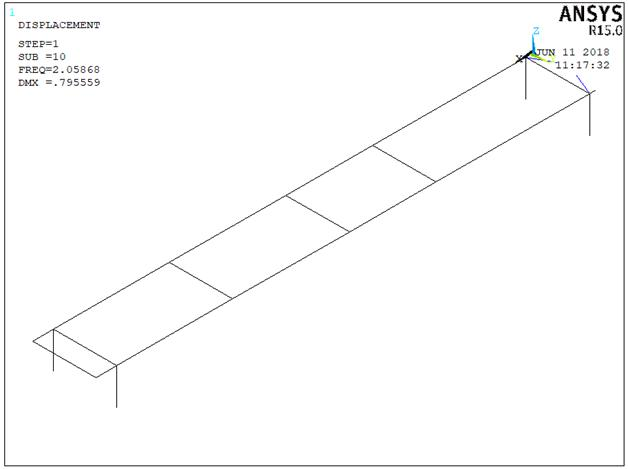 1
DISPLACEMENT
STEP=1
SUB =10
FREQ=2.05868
DMX =.795559
ANSYS
R15.0
JUN 11 2018
11:17:32
Z
X